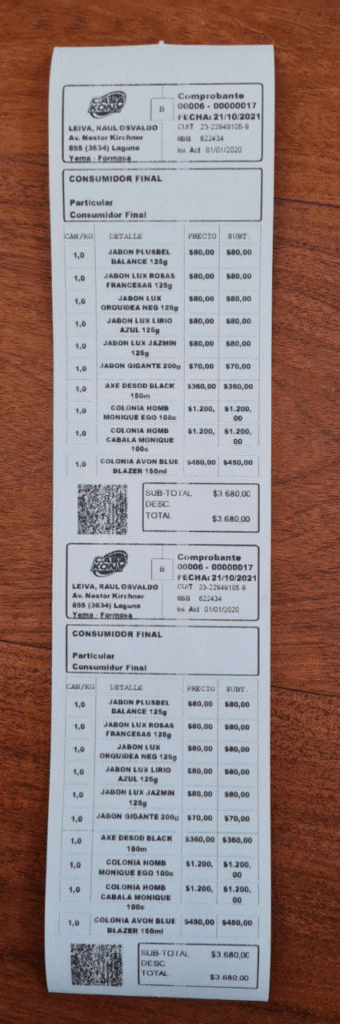 CASA
KONY
B
Comprobante
00006 - 00000017
FECHA: 21/10/2021
LEIVA, RAUL OSVALDO
CUIT 23-22949105-9
Av. Nestor Kirchner
IIBB 622434
855 (3634) Laguna
Ini. Act 01/01/2020
Yema - Formosa
CONSUMIDOR FINAL
Particular
Consumidor Final
CAN/KG DETALLE PRECIO SUBT.
1,0 JABON PLUSBEL $80,00 $80,00
BALANCE 125g
1,0 JABON LUX ROSAS $80,00 $80,00
FRANCESAS 125g
1,0 JABON LUX $80,00 $80,00
ORQUIDEA NEG 125g
1,0 JABON LUX LIRIO $80,00 $80,00
AZUL 125g
1,0 JABON LUX JAZMIN $80,00 $80,00
125g
1,0 JABON GIGANTE 200g $70,00 $70,00
1,0 AXE DESOD BLACK $360,00 $360,00
150m
1,0 COLONIA HOMB $1.200, $1.200,
MONIQUE EGO 100c 00
1,0 COLONIA HOMB $1.200, $1.200,
CABALA MONIQUE 00
100c
1,0 COLONIA AVON BLUE $450,00 $450,00
BLAZER 150ml
SUB-TOTAL $3.680,00
DESC.
TOTAL $3.680,00
CASA
KONY
B
Comprobante
00006 - 00000017
FECHA: 21/10/2021
LEIVA, RAUL OSVALDO
CUIT 23-22949105-9
Av. Nestor Kirchner
IIBB 622434
855 (3634) Laguna
Ini. Act 01/01/2020
Yema - Formosa
CONSUMIDOR FINAL
Particular
Consumidor Final
CAN/KG DETALLE PRECIO SUBT.
1,0 JABON PLUSBEL $80,00 $80,00
BALANCE 125g
1,0 JABON LUX ROSAS $80,00 $80,00
FRANCESAS 125g
1,0 JABON LUX $80,00 $80,00
ORQUIDEA NEG 125g
1,0 JABON LUX LIRIO $80,00 $80,00
AZUL 125g
1,0 JABON LUX JAZMIN $80,00 $80,00
125g
1,0 JABON GIGANTE 200g $70,00 $70,00
1,0 AXE DESOD BLACK $360,00 $360,00
150m
1,0 COLONIA HOMB $1.200, $1.200,
MONIQUE EGO 100c 00
1,0 COLONIA HOMB $1.200, $1.200,
CABALA MONIQUE 00
100c
1,0 COLONIA AVON BLUE $450,00 $450,00
BLAZER 150ml
SUB-TOTAL $3.680,00
DESC.
TOTAL $3.680,00